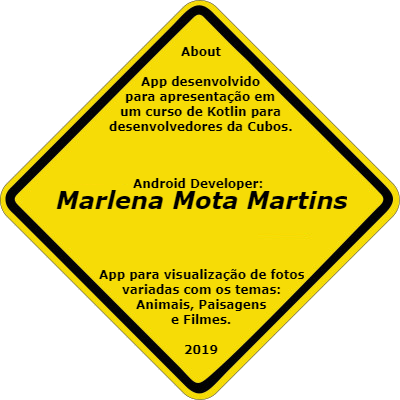 About
App desenvolvido
para apresentação em
um curso de Kotlin para
desenvolvedores da Cubos.
Android Developer:
Marlena Mota Martins
App para visualização de fotos
variadas com os temas:
Animais, Paisagens
e Filmes.
2019